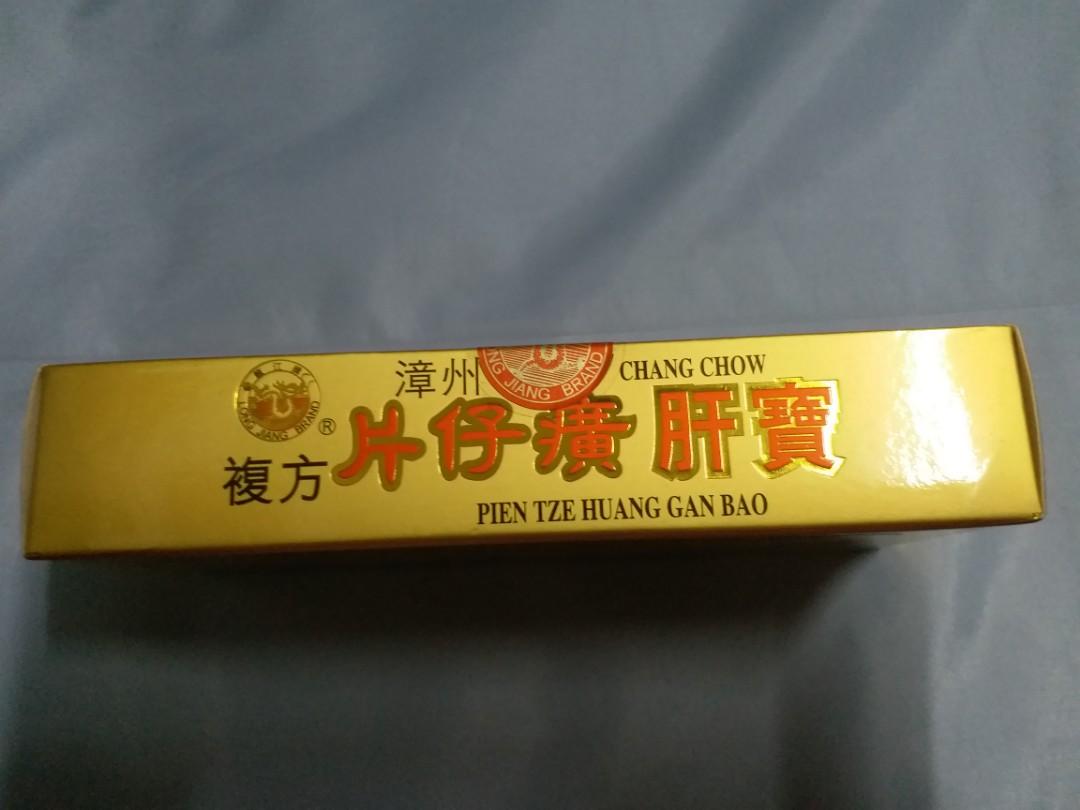 漳州 CHANG CHOW
複方 片仔癀 肝寶
PIEN TZE HUANG GAN BAO
LONG JIANG BRAND
®
JIANG BRAND